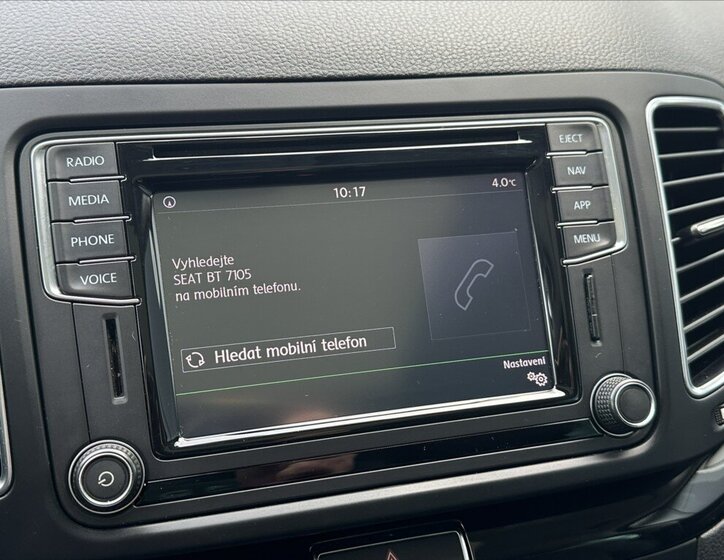 RADIO
MEDIA
PHONE
VOICE
EJECT
NAV
APP
MENU
10:17
4.0°C
Vyhledejte
SEAT BT 7105
na mobilním telefonu.
Hledat mobilní telefon
Nastavení